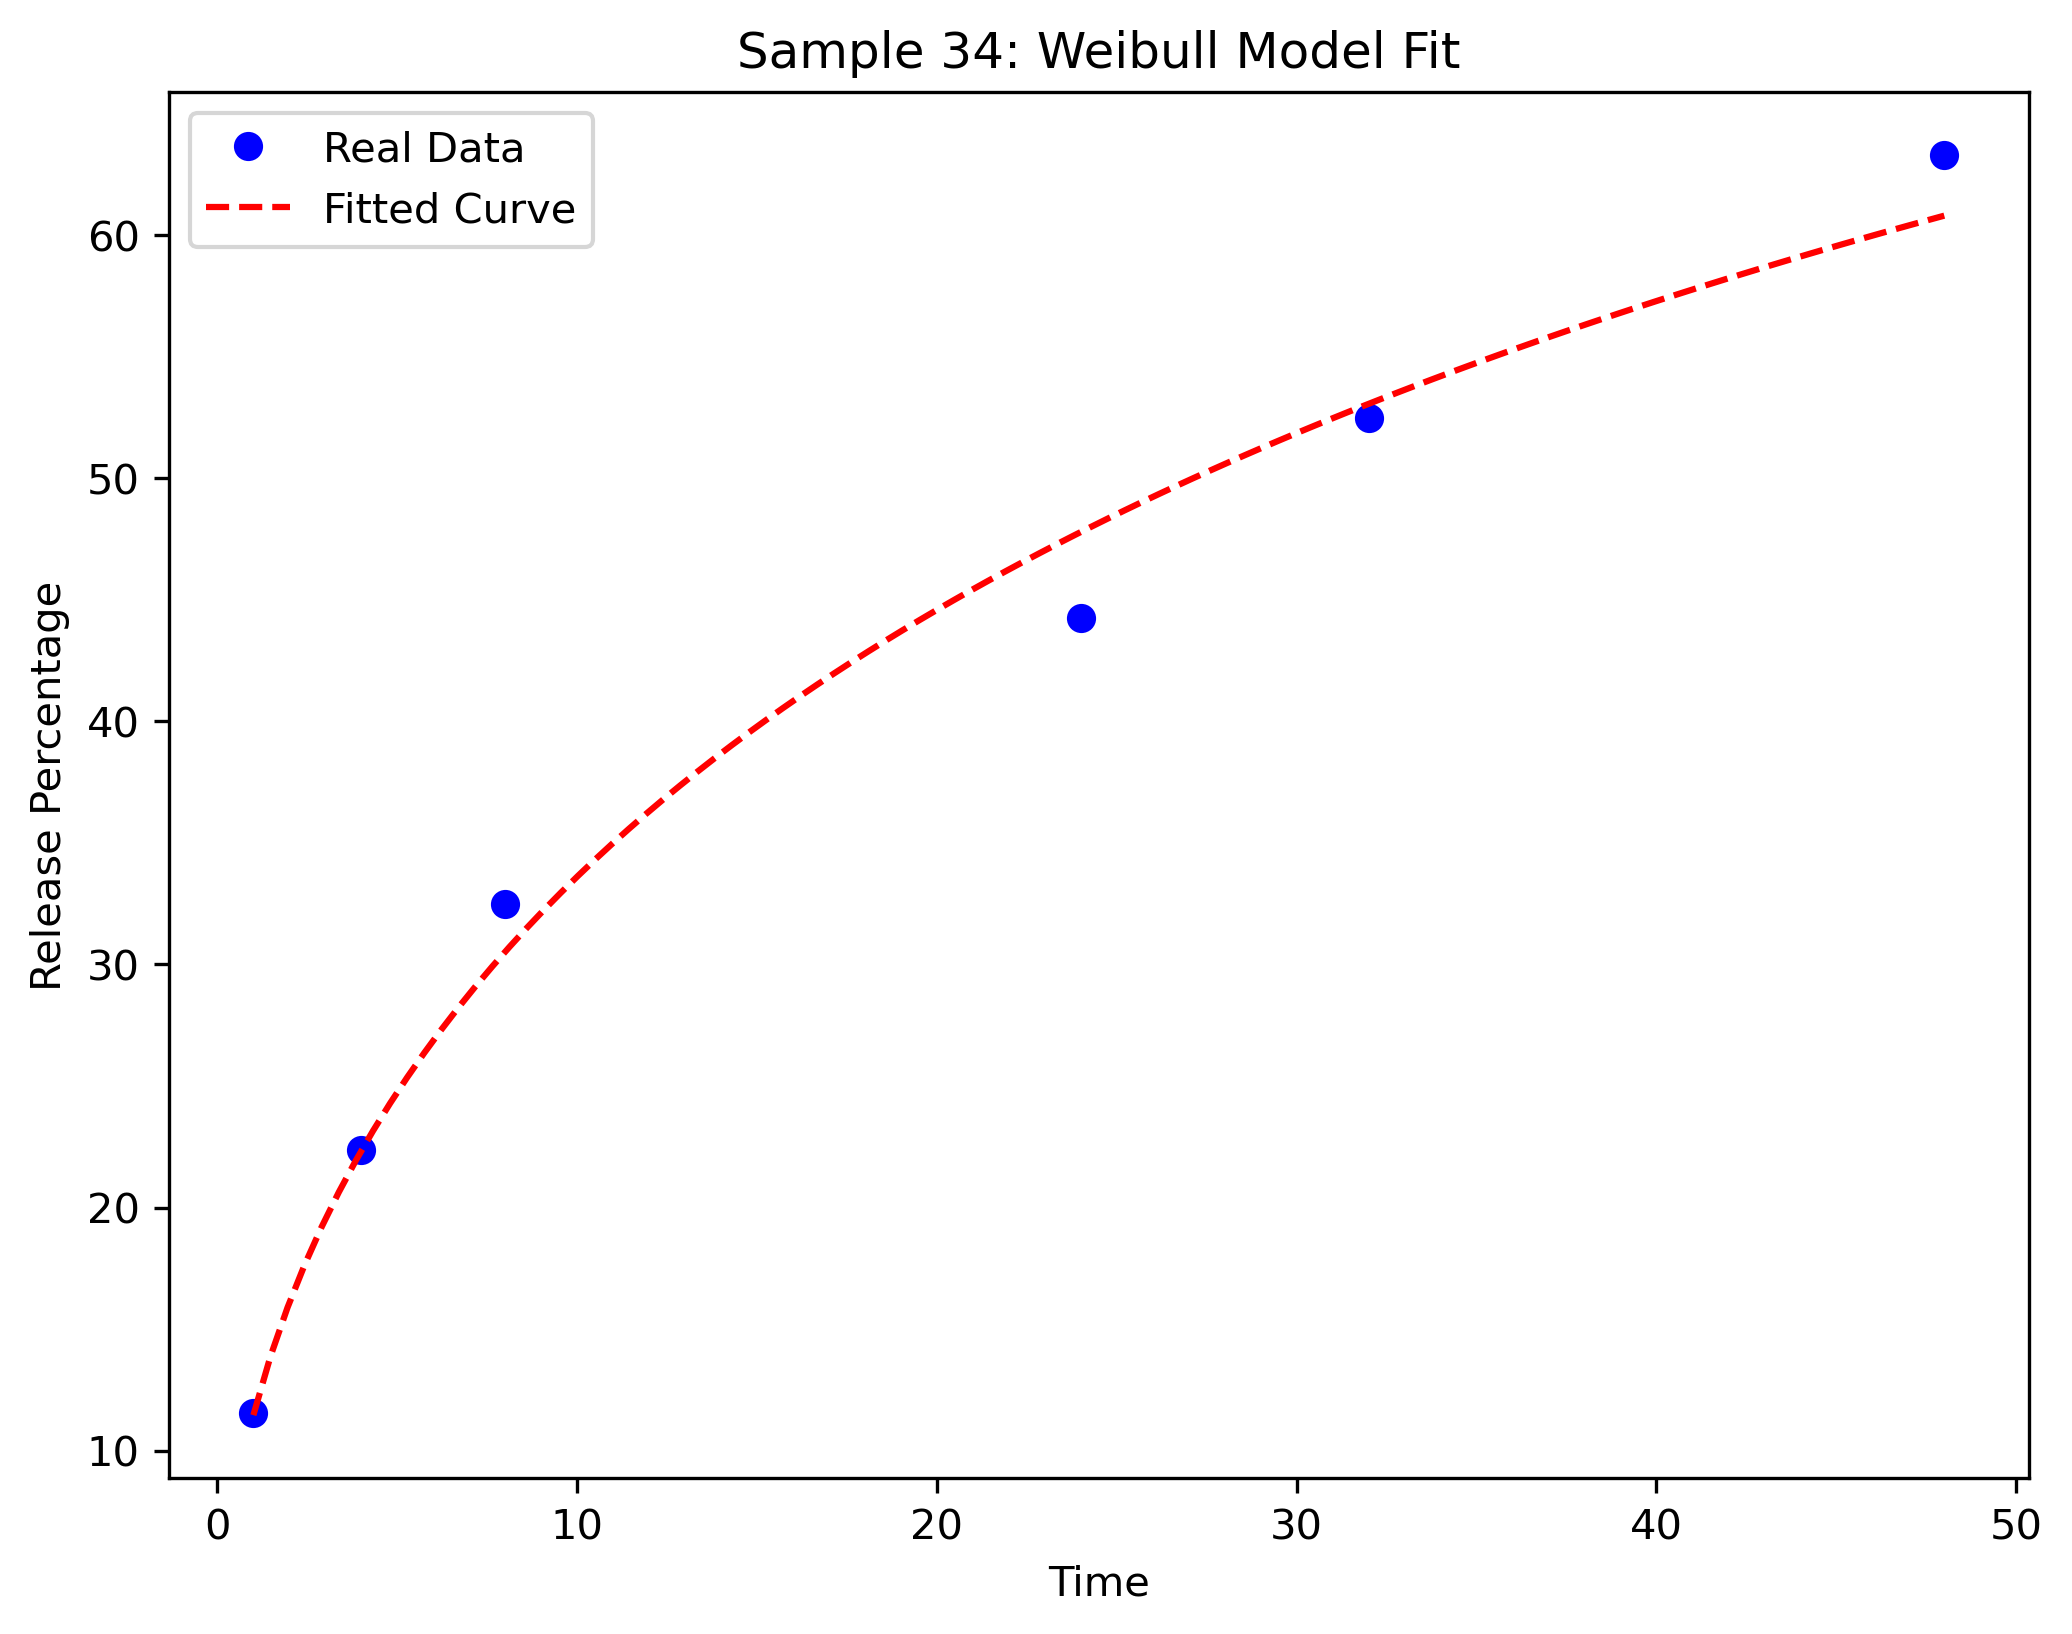 Sample 34: Weibull Model Fit
Real Data
Fitted Curve
Release Percentage
60
50
40
30
20
10
0 10 20 30 40 50
Time